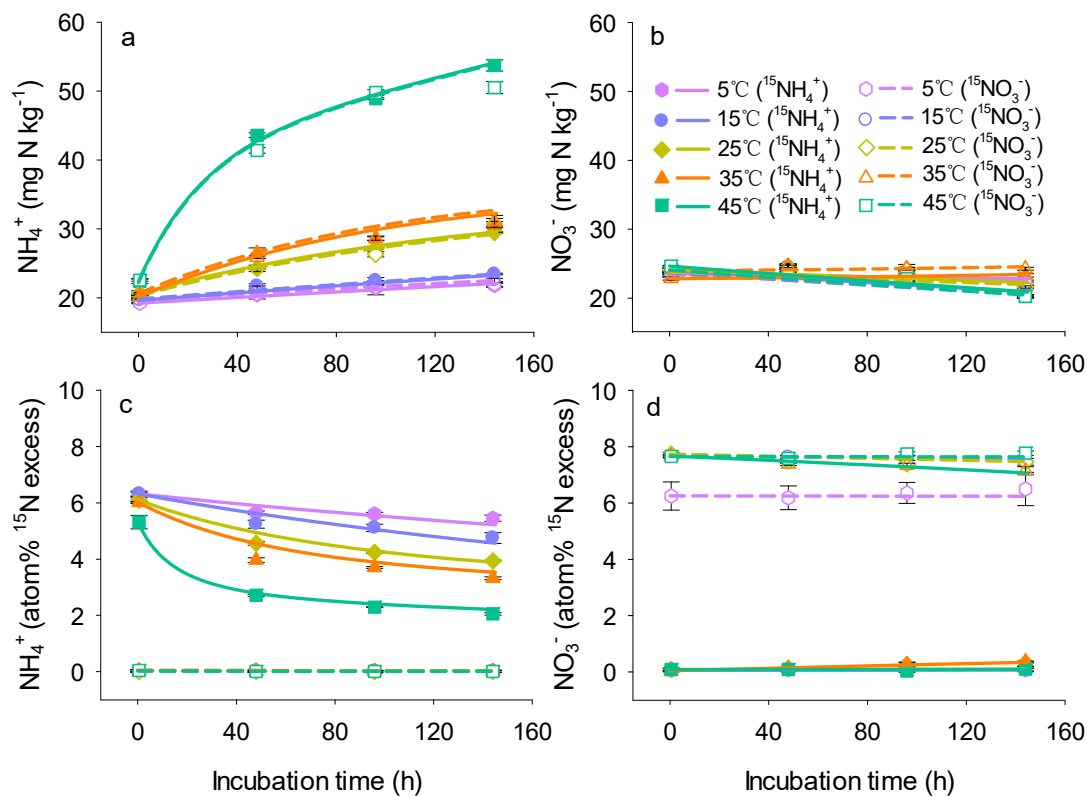 a
NH₄⁺ (mg N kg⁻¹)
60
50
40
30
20
0 40 80 120 160
b
NO₃⁻ (mg N kg⁻¹)
60
50
40
30
20
5℃ (¹⁵NH₄⁺) 5℃ (¹⁵NO₃⁻)
15℃ (¹⁵NH₄⁺) 15℃ (¹⁵NO₃⁻)
25℃ (¹⁵NH₄⁺) 25℃ (¹⁵NO₃⁻)
35℃ (¹⁵NH₄⁺) 35℃ (¹⁵NO₃⁻)
45℃ (¹⁵NH₄⁺) 45℃ (¹⁵NO₃⁻)
0 40 80 120 160
c
NH₄⁺ (atom% ¹⁵N excess)
10
8
6
4
2
0
0 40 80 120 160
Incubation time (h)
d
NO₃⁻ (atom% ¹⁵N excess)
10
8
6
4
2
0
0 40 80 120 160
Incubation time (h)